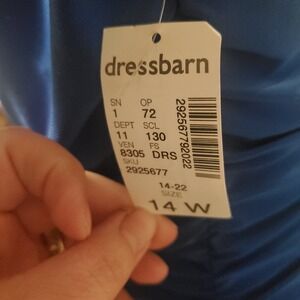 dressbarn
SN OP
1 72
DEPT SCL
11 130
VEN FS
8305 DRS
SKU
2925677
292567792022
14-22
SIZE
14 W